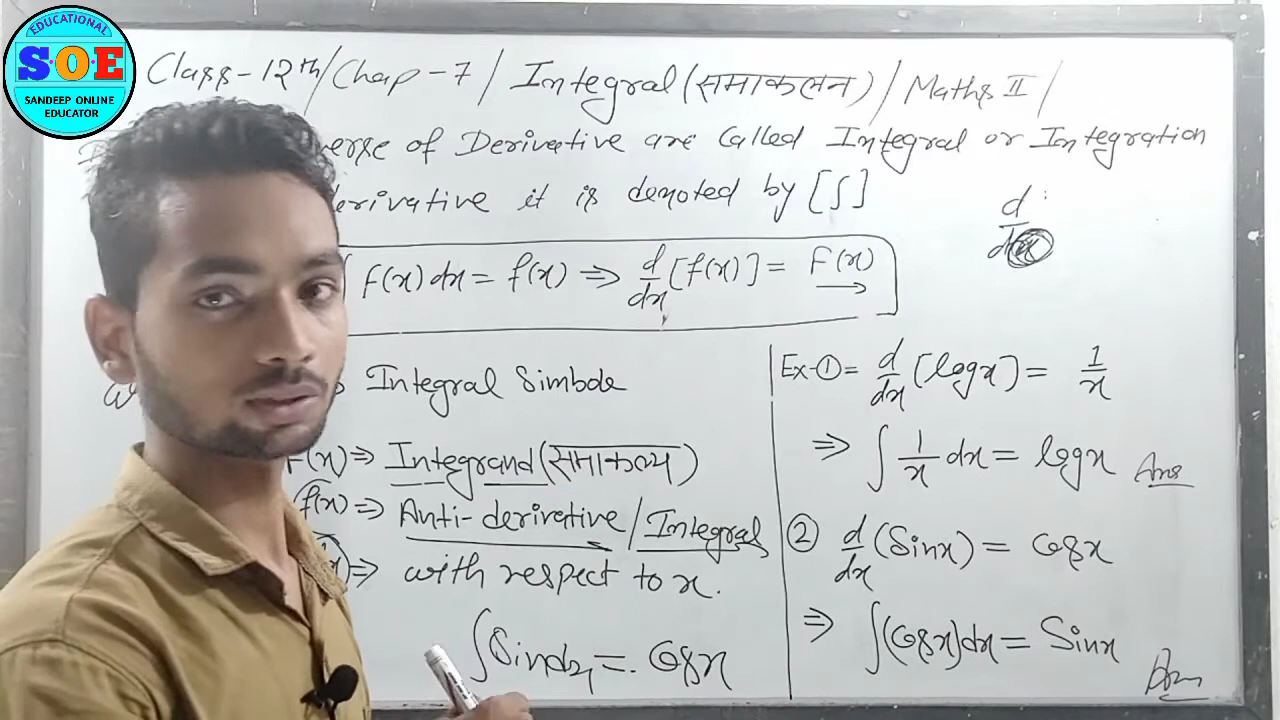 EDUCATIONAL
S.O.E
SANDEEP ONLINE
EDUCATOR
Class-12th/Chap-7/Integral(समाकलन)/Maths II/
verse of Derivative are Called Integral or Integration
derivative it is denoted by [∫]
d/dx
F(x)dx = f(x) ⇒ d/dx[f(x)] = F(x)
Integral Simbole
F(x) ⇒ Integrand(समाकल्य)
f(x) ⇒ Anti-derivative/Integral
⇒ with respect to x.
∫Sindx = Cosx
Ex-① = d/dx[logx] = 1/x
⇒ ∫1/x dx = logx Ans
② d/dx(Sinx) = Cosx
⇒ ∫(Cosx)dx = Sinx
Ans